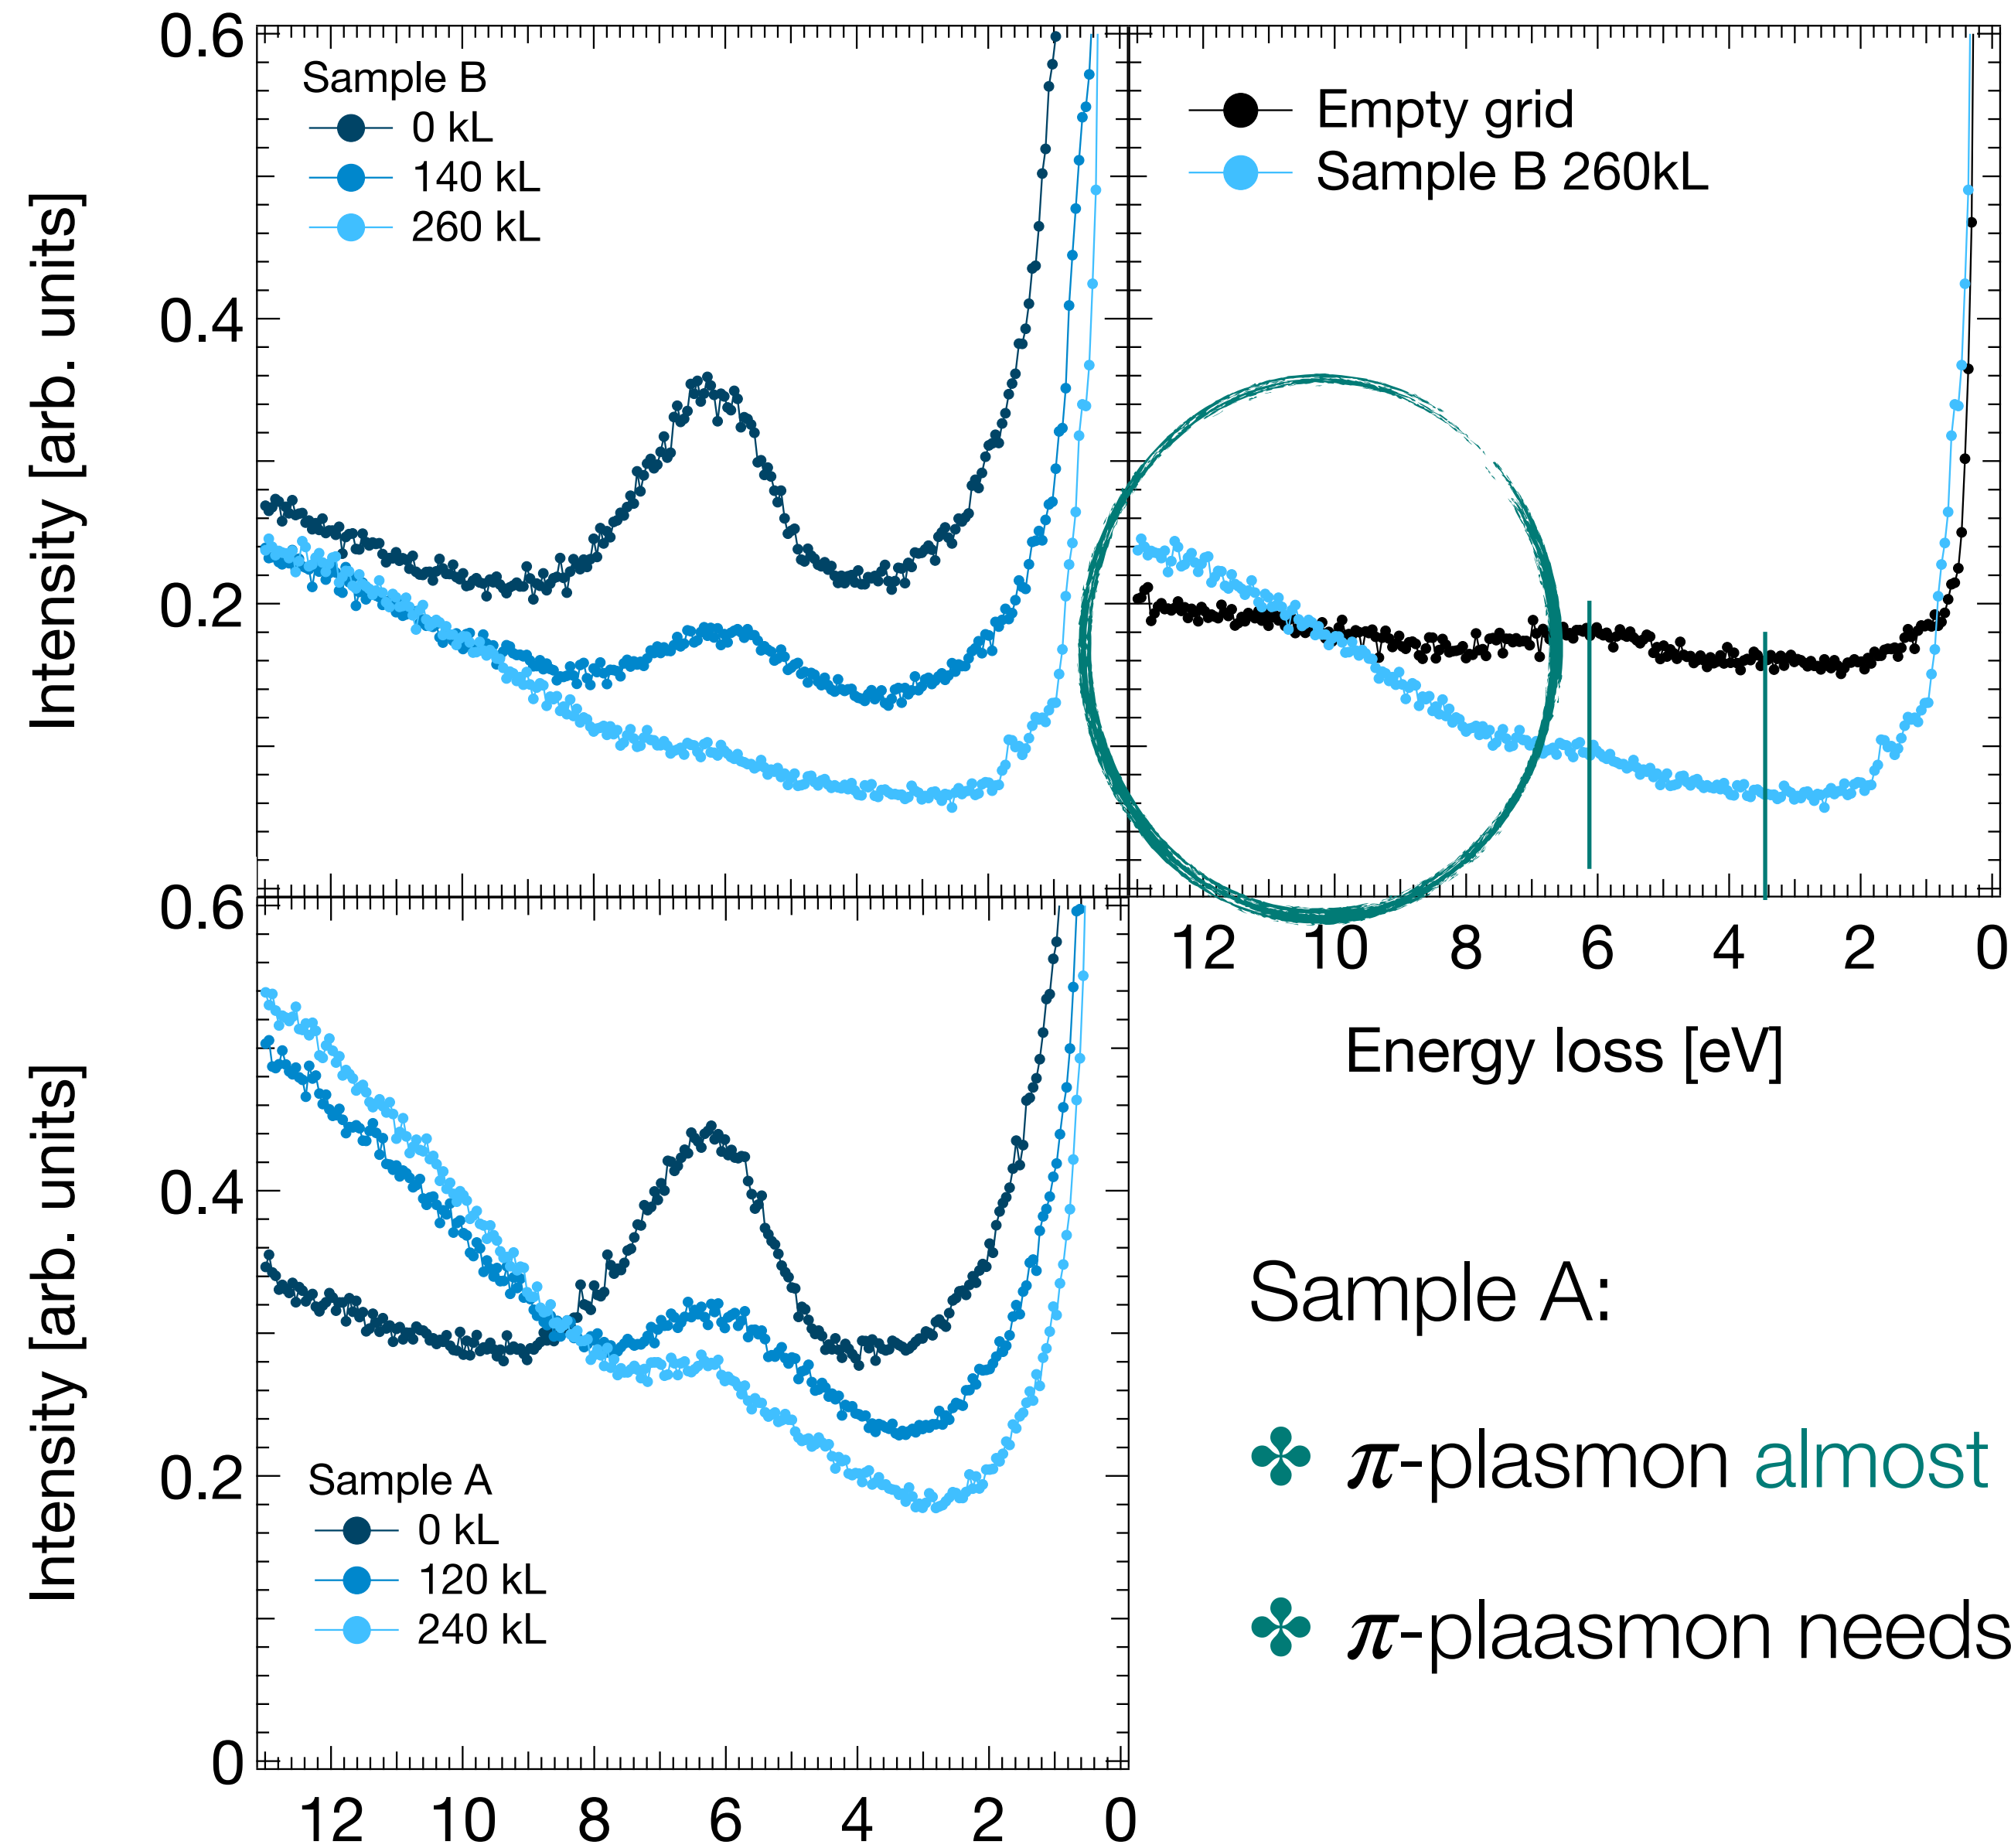 0.6
0.4
0.2
Intensity [arb. units]
Sample B
0 kL
140 kL
260 kL
Empty grid
Sample B 260kL
12 10 8 6 4 2 0
Energy loss [eV]
0.6
0.4
0.2
0
Intensity [arb. units]
Sample A
0 kL
120 kL
240 kL
12 10 8 6 4 2 0
Sample A:
π-plasmon almost
π-plaasmon needs